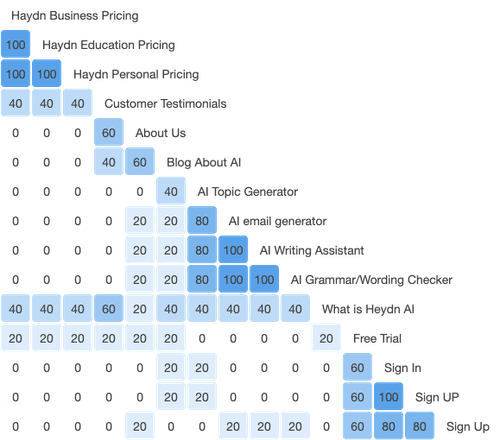 Haydn Business Pricing
100 Haydn Education Pricing
100 100 Haydn Personal Pricing
40 40 40 Customer Testimonials
0 0 0 60 About Us
0 0 0 40 60 Blog About AI
0 0 0 0 0 40 AI Topic Generator
0 0 0 0 20 20 80 AI email generator
0 0 0 0 20 20 80 100 AI Writing Assistant
0 0 0 0 20 20 80 100 100 AI Grammar/Wording Checker
40 40 40 60 20 40 40 40 40 40 What is Heydn AI
20 20 20 20 20 20 0 0 0 0 20 Free Trial
0 0 0 0 0 20 20 0 0 0 0 60 Sign In
0 0 0 0 0 20 20 0 0 0 0 60 100 Sign UP
0 0 0 0 20 0 0 20 20 20 0 60 80 80 Sign Up